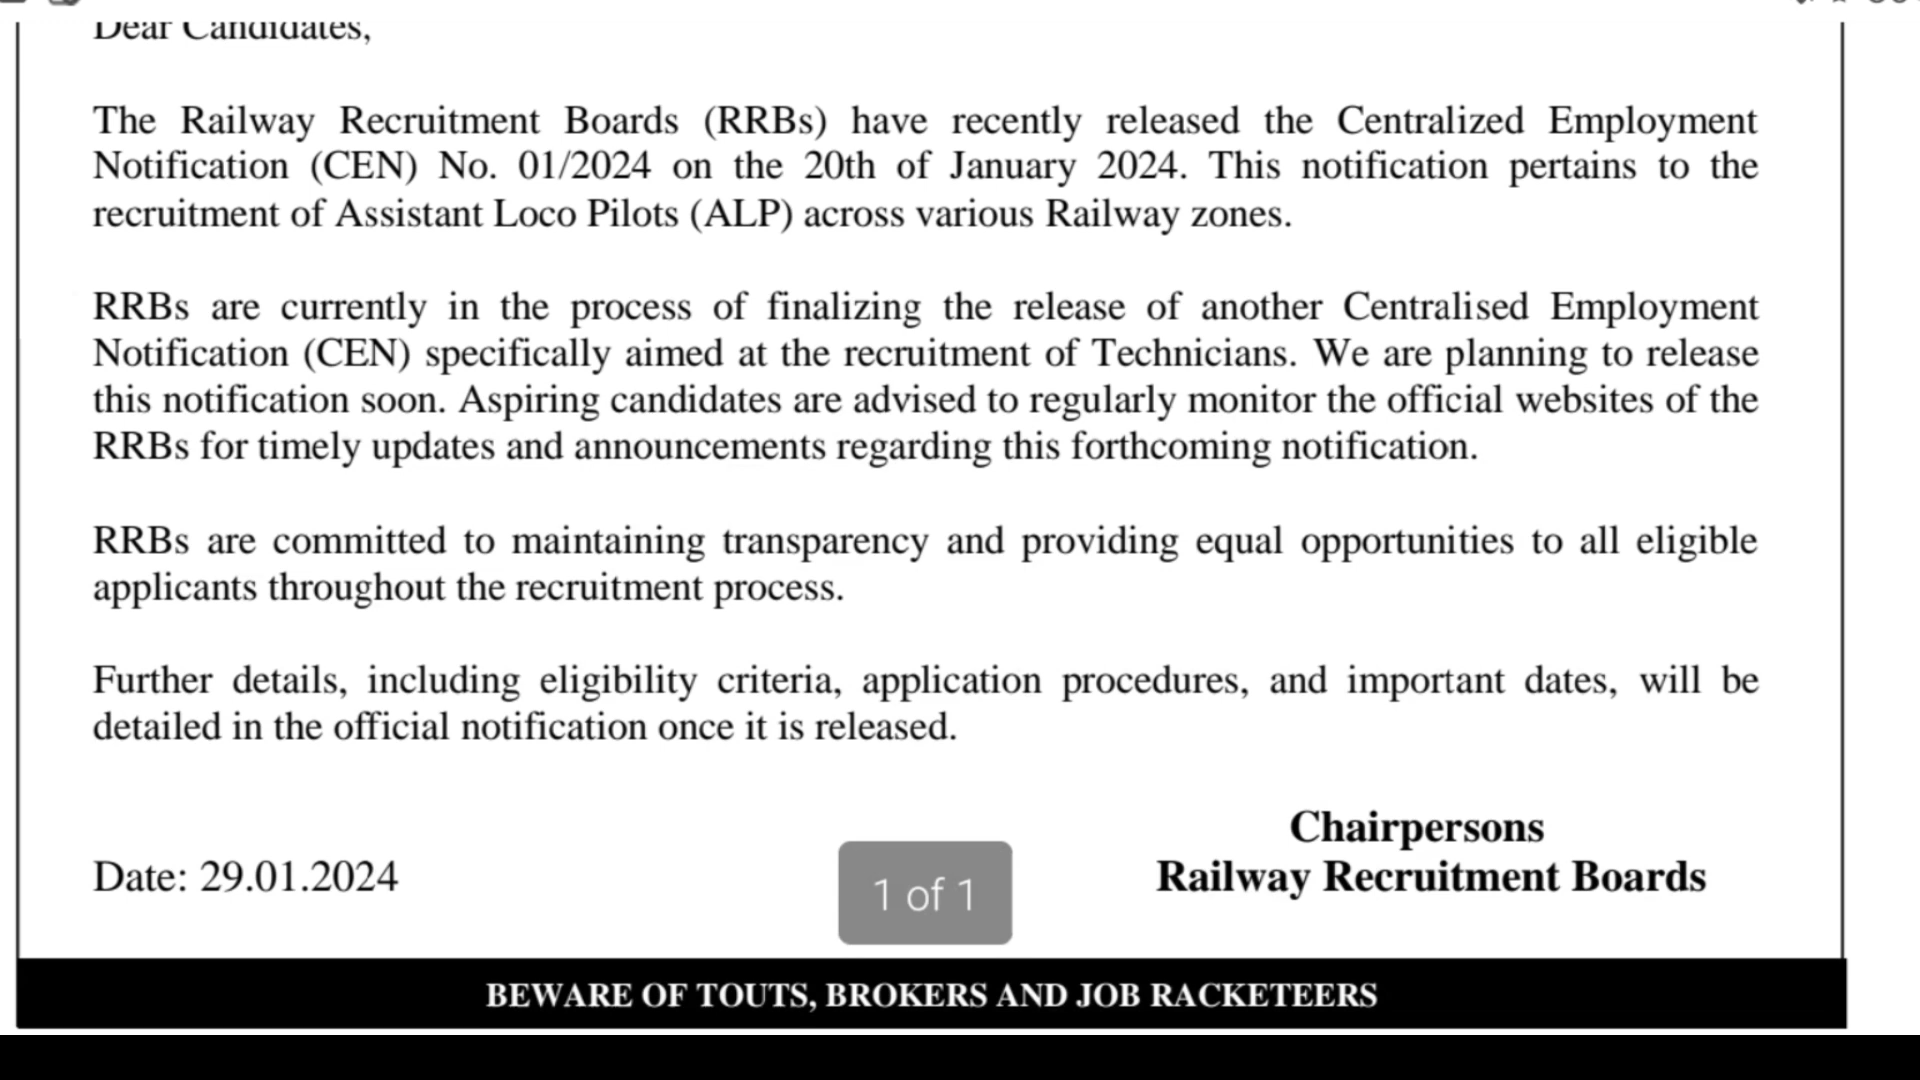 Dear Candidates,
The Railway Recruitment Boards (RRBs) have recently released the Centralized Employment
Notification (CEN) No. 01/2024 on the 20th of January 2024. This notification pertains to the
recruitment of Assistant Loco Pilots (ALP) across various Railway zones.
RRBs are currently in the process of finalizing the release of another Centralised Employment
Notification (CEN) specifically aimed at the recruitment of Technicians. We are planning to release
this notification soon. Aspiring candidates are advised to regularly monitor the official websites of the
RRBs for timely updates and announcements regarding this forthcoming notification.
RRBs are committed to maintaining transparency and providing equal opportunities to all eligible
applicants throughout the recruitment process.
Further details, including eligibility criteria, application procedures, and important dates, will be
detailed in the official notification once it is released.
Chairpersons
Date: 29.01.2024
Railway Recruitment Boards
1 of 1
BEWARE OF TOUTS, BROKERS AND JOB RACKETEERS